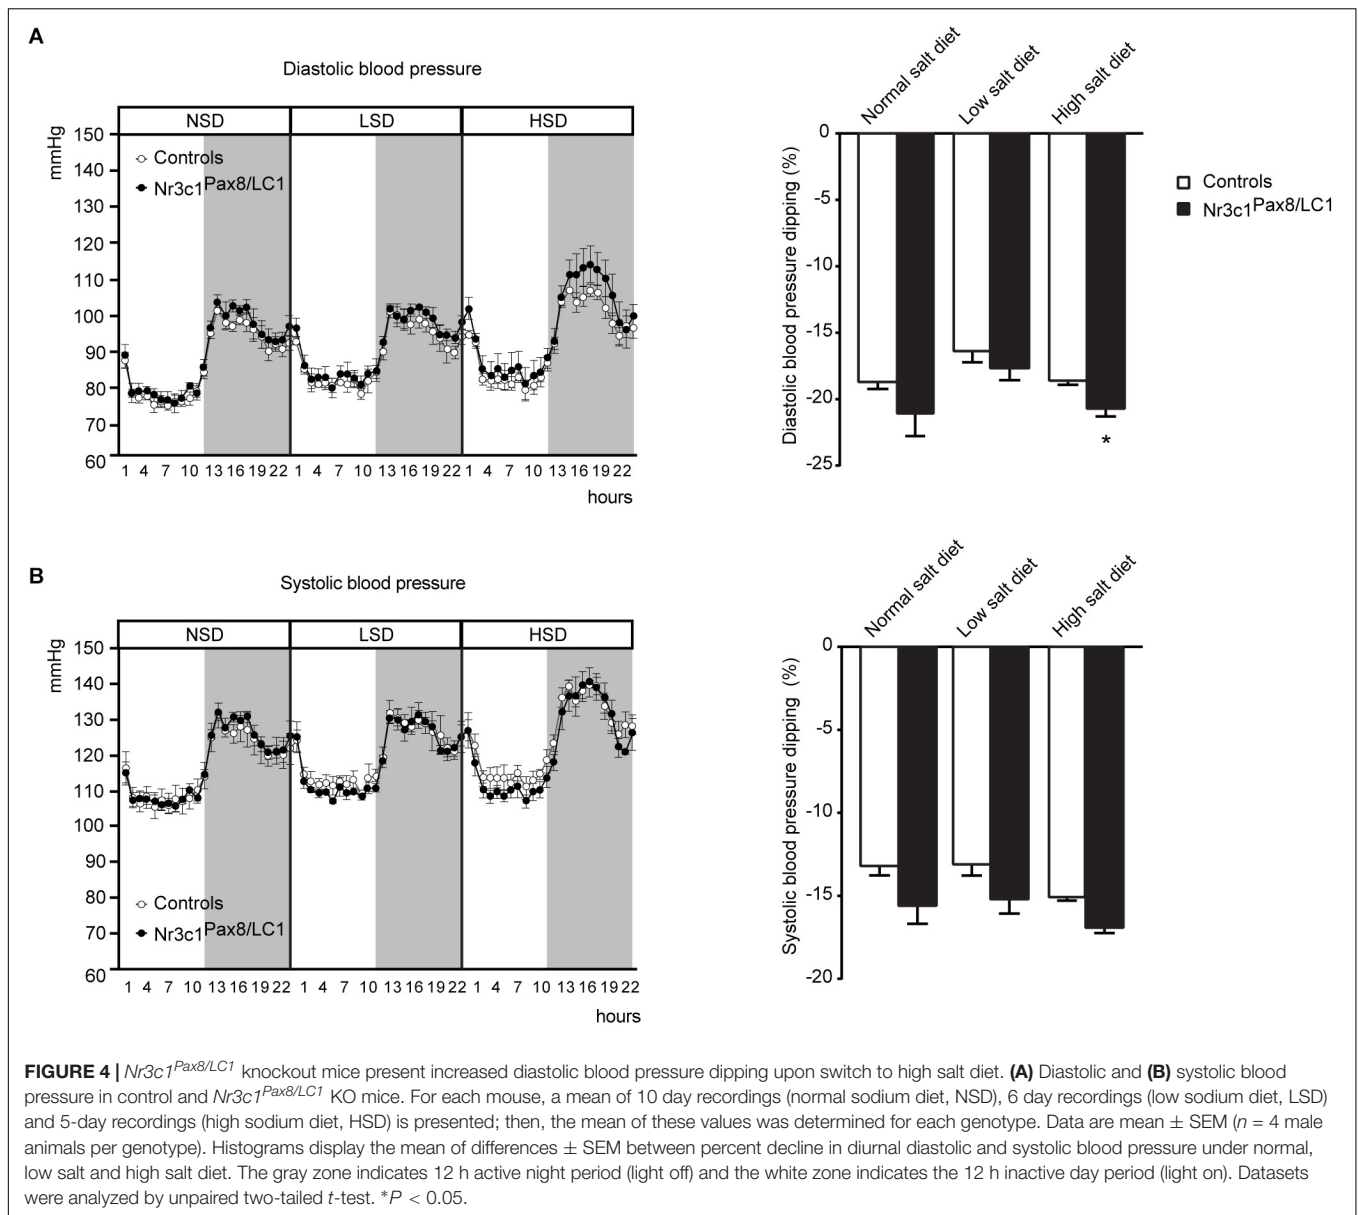 A
Diastolic blood pressure
NSD LSD HSD
mmHg
150
140
130
120
110
100
90
80
70
60
Controls
Nr3c1Pax8/LC1
1 4 7 10 13 16 19 22 1 4 7 10 13 16 19 22 1 4 7 10 13 16 19 22
hours
Normal salt diet
Low salt diet
High salt diet
Diastolic blood pressure dipping (%)
0
-5
-10
-15
-20
-25
*
Controls
Nr3c1Pax8/LC1
B
Systolic blood pressure
NSD LSD HSD
mmHg
150
140
130
120
110
100
90
80
70
60
Controls
Nr3c1Pax8/LC1
1 4 7 10 13 16 19 22 1 4 7 10 13 16 19 22 1 4 7 10 13 16 19 22
hours
Normal salt diet
Low salt diet
High salt diet
Systolic blood pressure dipping (%)
0
-5
-10
-15
-20
FIGURE 4 | Nr3c1Pax8/LC1 knockout mice present increased diastolic blood pressure dipping upon switch to high salt diet. (A) Diastolic and (B) systolic blood
pressure in control and Nr3c1Pax8/LC1 KO mice. For each mouse, a mean of 10 day recordings (normal sodium diet, NSD), 6 day recordings (low sodium diet, LSD)
and 5-day recordings (high sodium diet, HSD) is presented; then, the mean of these values was determined for each genotype. Data are mean ± SEM (n = 4 male
animals per genotype). Histograms display the mean of differences ± SEM between percent decline in diurnal diastolic and systolic blood pressure under normal,
low salt and high salt diet. The gray zone indicates 12 h active night period (light off) and the white zone indicates the 12 h inactive day period (light on). Datasets
were analyzed by unpaired two-tailed t-test. *P < 0.05.